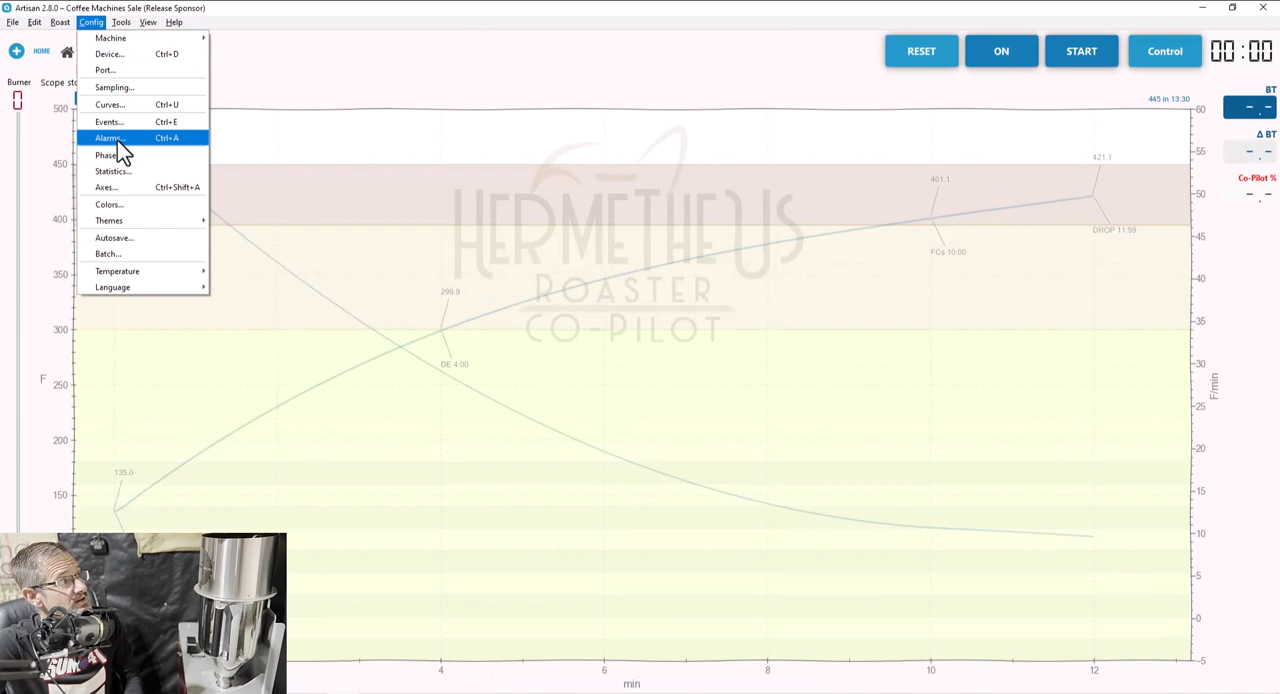 Artisan 2.8.0 – Coffee Machines Sale (Release Sponsor)
File Edit Roast Config Tools View Help
HOME
RESET
ON
START
Control
00:00
Machine
Device... Ctrl+D
Port...
Sampling...
Curves... Ctrl+U
Events... Ctrl+E
Alarms... Ctrl+A
Statistics...
Axes... Ctrl+Shift+A
Colors...
Themes
Autosave...
Batch...
Temperature
Language
Burner
0
445 in 13:30
BT
-- . --
Δ BT
-- . --
Co-Pilot %
-- . --
HERMETHEUS
ROASTER
CO-PILOT
135.0
299.9
DE 4:00
401.1
FCs 10:00
421.1
DROP 11:59
500
450
400
350
300
250
200
150
F
60
55
50
45
40
35
30
25
20
15
10
5
0
-5
F/min
4
6
8
10
12
min